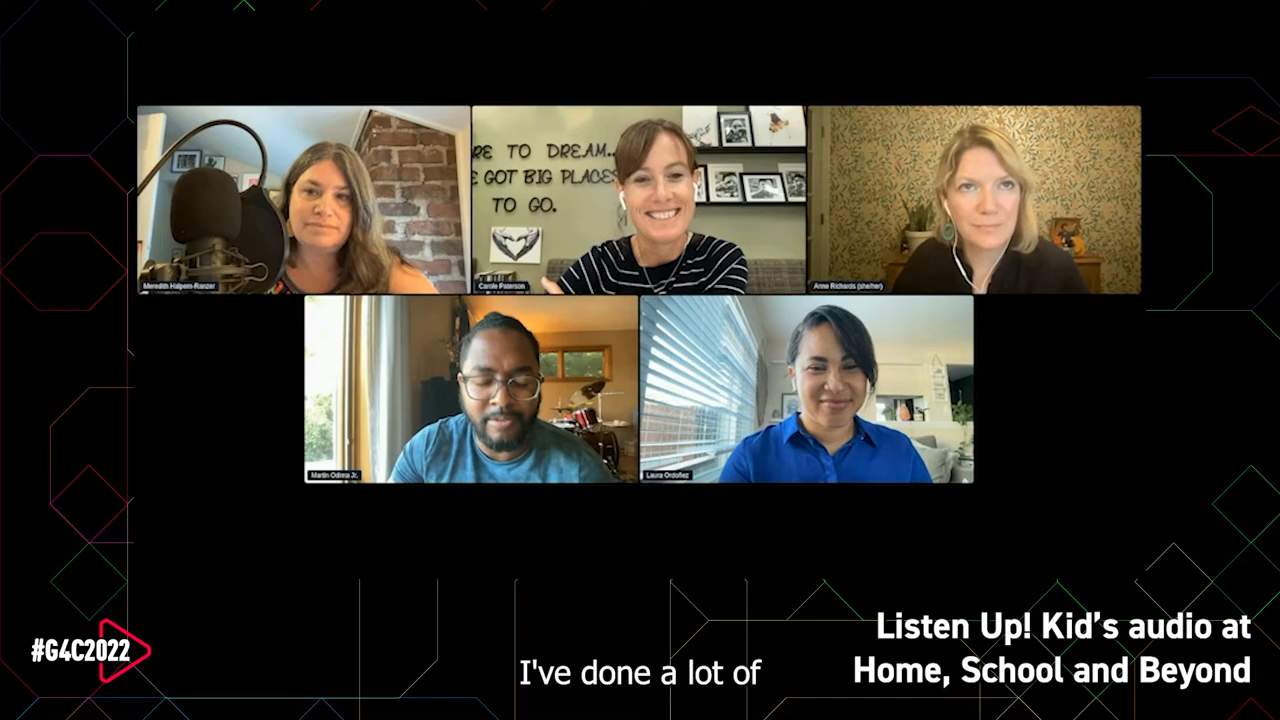 RE TO DREAM...
E GOT BIG PLACES
TO GO.
Meredith Halpern-Ranzer
Carole Paterson
Anne Richards (she/her)
Martin Odima Jr.
Laura Ordoñez
#G4C2022
I've done a lot of
Listen Up! Kid's audio at
Home, School and Beyond